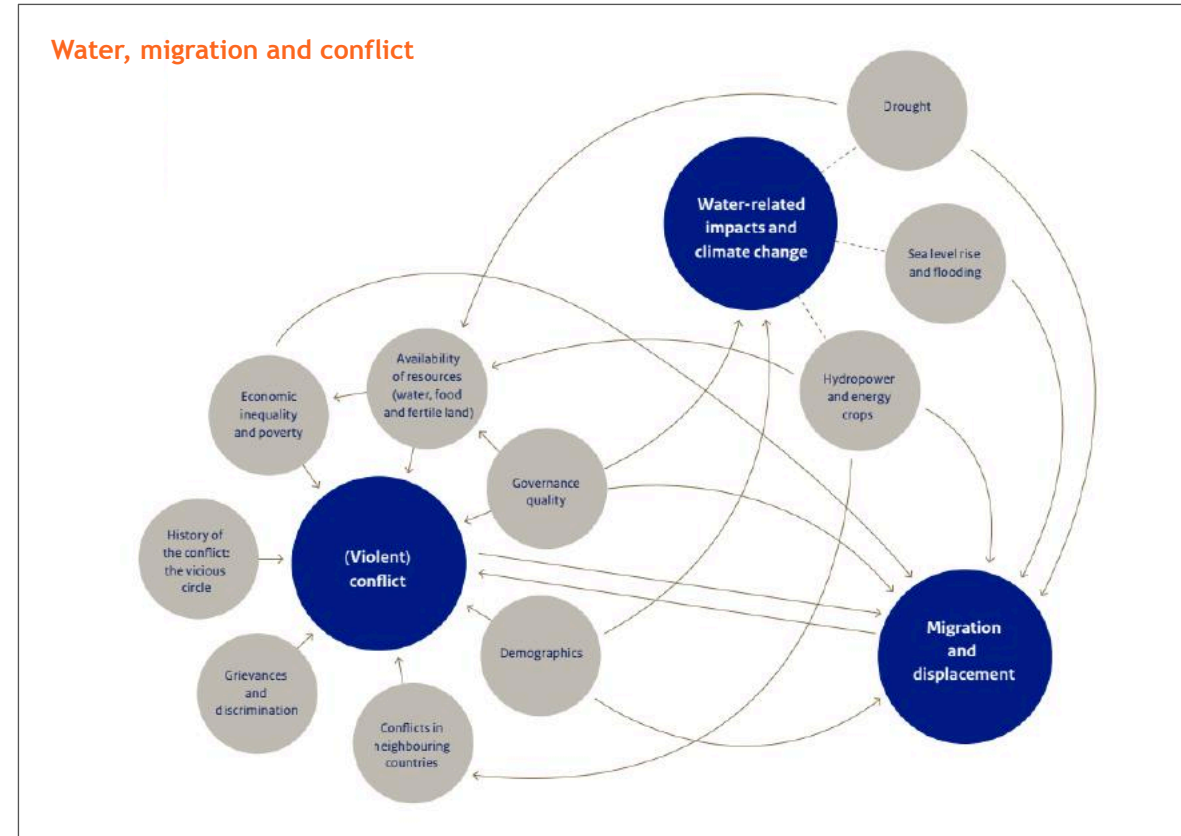 Water, migration and conflict
Drought
Water-related
impacts and
climate change
Sea level rise
and flooding
Availability
of resources
(water, food
and fertile land)
Economic
inequality
and poverty
Hydropower
and energy
crops
Governance
quality
History of
the conflict:
the vicious
circle
(Violent)
conflict
Demographics
Migration
and
displacement
Grievances
and
discrimination
Conflicts in
neighbouring
countries